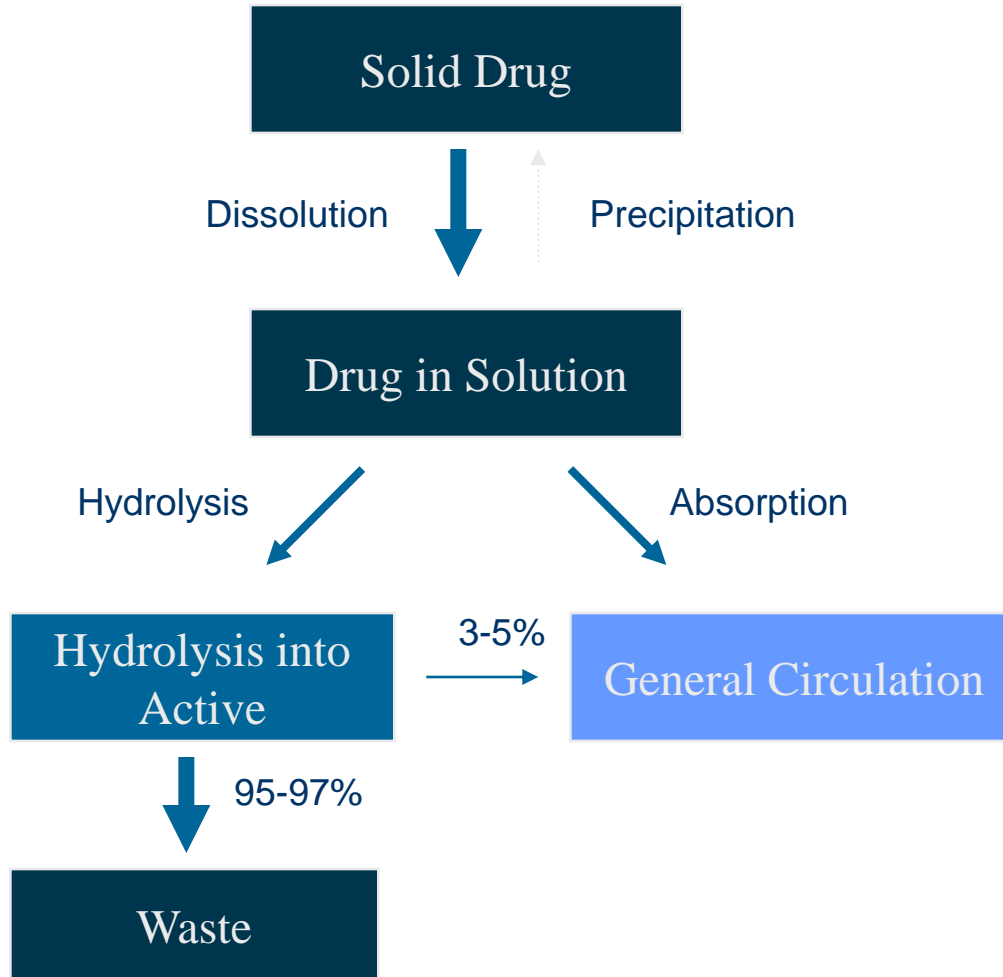 Solid Drug
Dissolution
Precipitation
Drug in Solution
Hydrolysis
Absorption
Hydrolysis into
Active
3-5%
General Circulation
95-97%
Waste